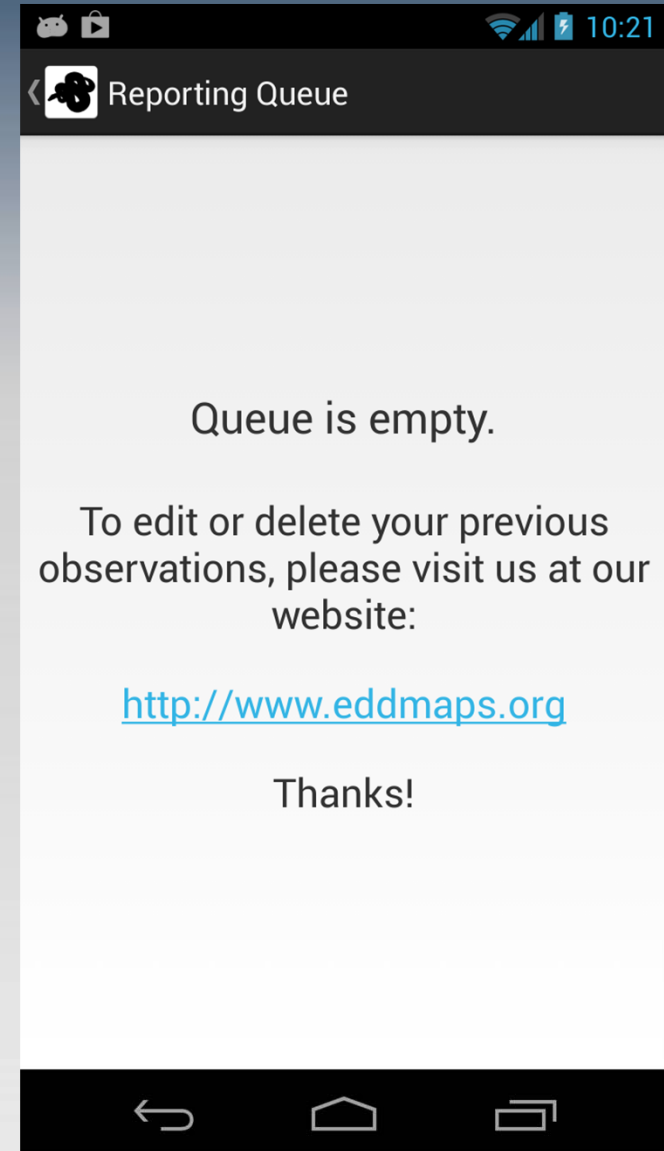 10:21
Reporting Queue
Queue is empty.
To edit or delete your previous
observations, please visit us at our
website:
http://www.eddmaps.org
Thanks!